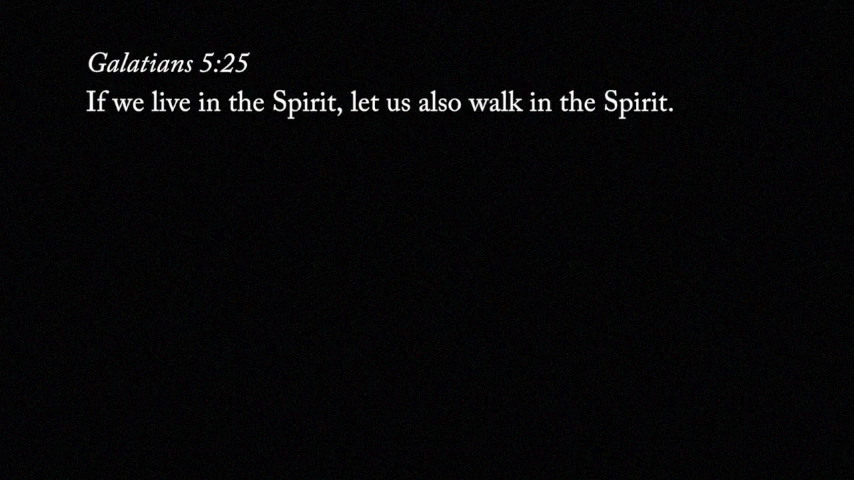 Galatians 5:25
If we live in the Spirit, let us also walk in the Spirit.